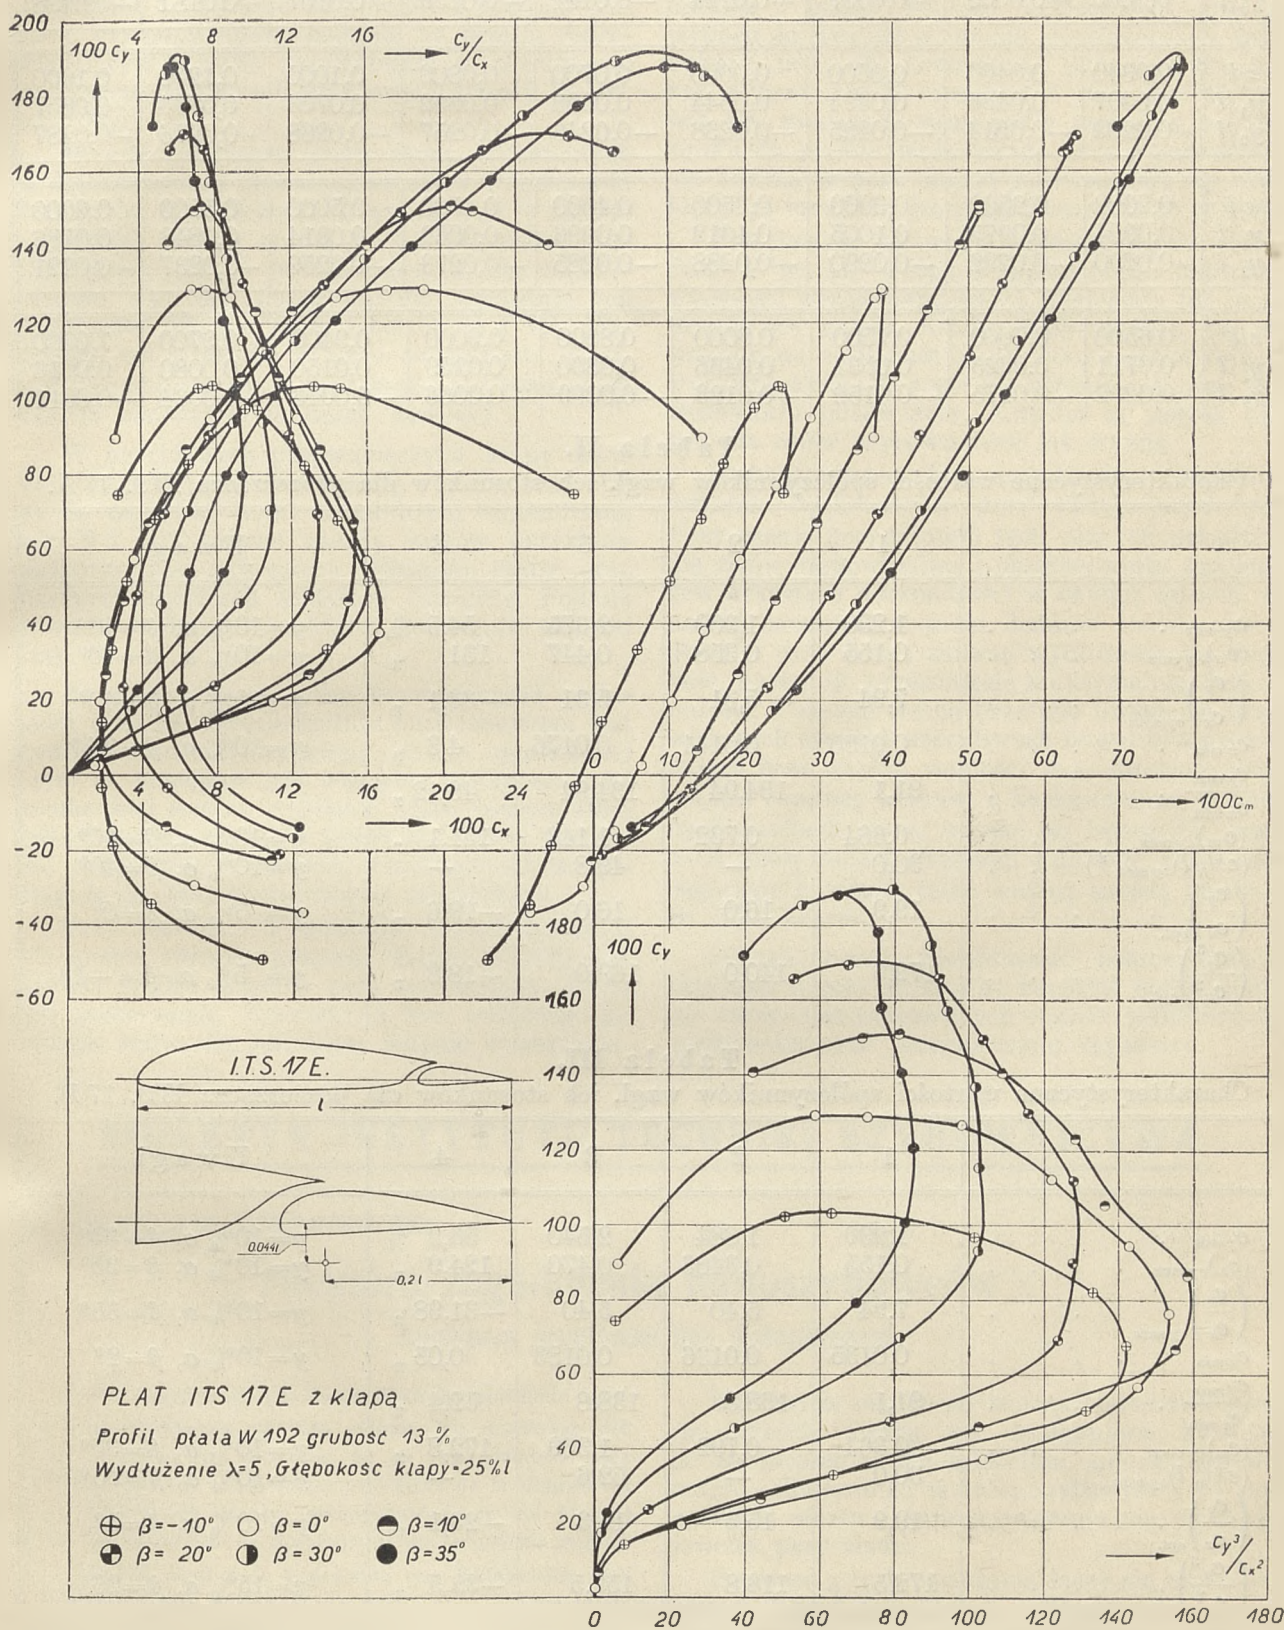 200
100 Cy
4 8 12 16
Cy/Cx
180
160
140
120
100
80
60
40
20
0
-20
-40
-60
4 8 12 16 20 24
100 Cx
0 10 20 30 40 50 60 70
100Cm
I.T.S. 17E.
l
0.044l
0.2 l
PŁAT ITS 17 E z klapą
Profil płata W 192 grubość 13 %
Wydłużenie λ=5, Głębokość klapy=25% l
β=-10° β=0° β=10°
β= 20° β=30° β=35°
180
100 Cy
160
140
120
100
80
60
40
20
Cy³/Cx²
0 20 40 60 80 100 120 140 160 180